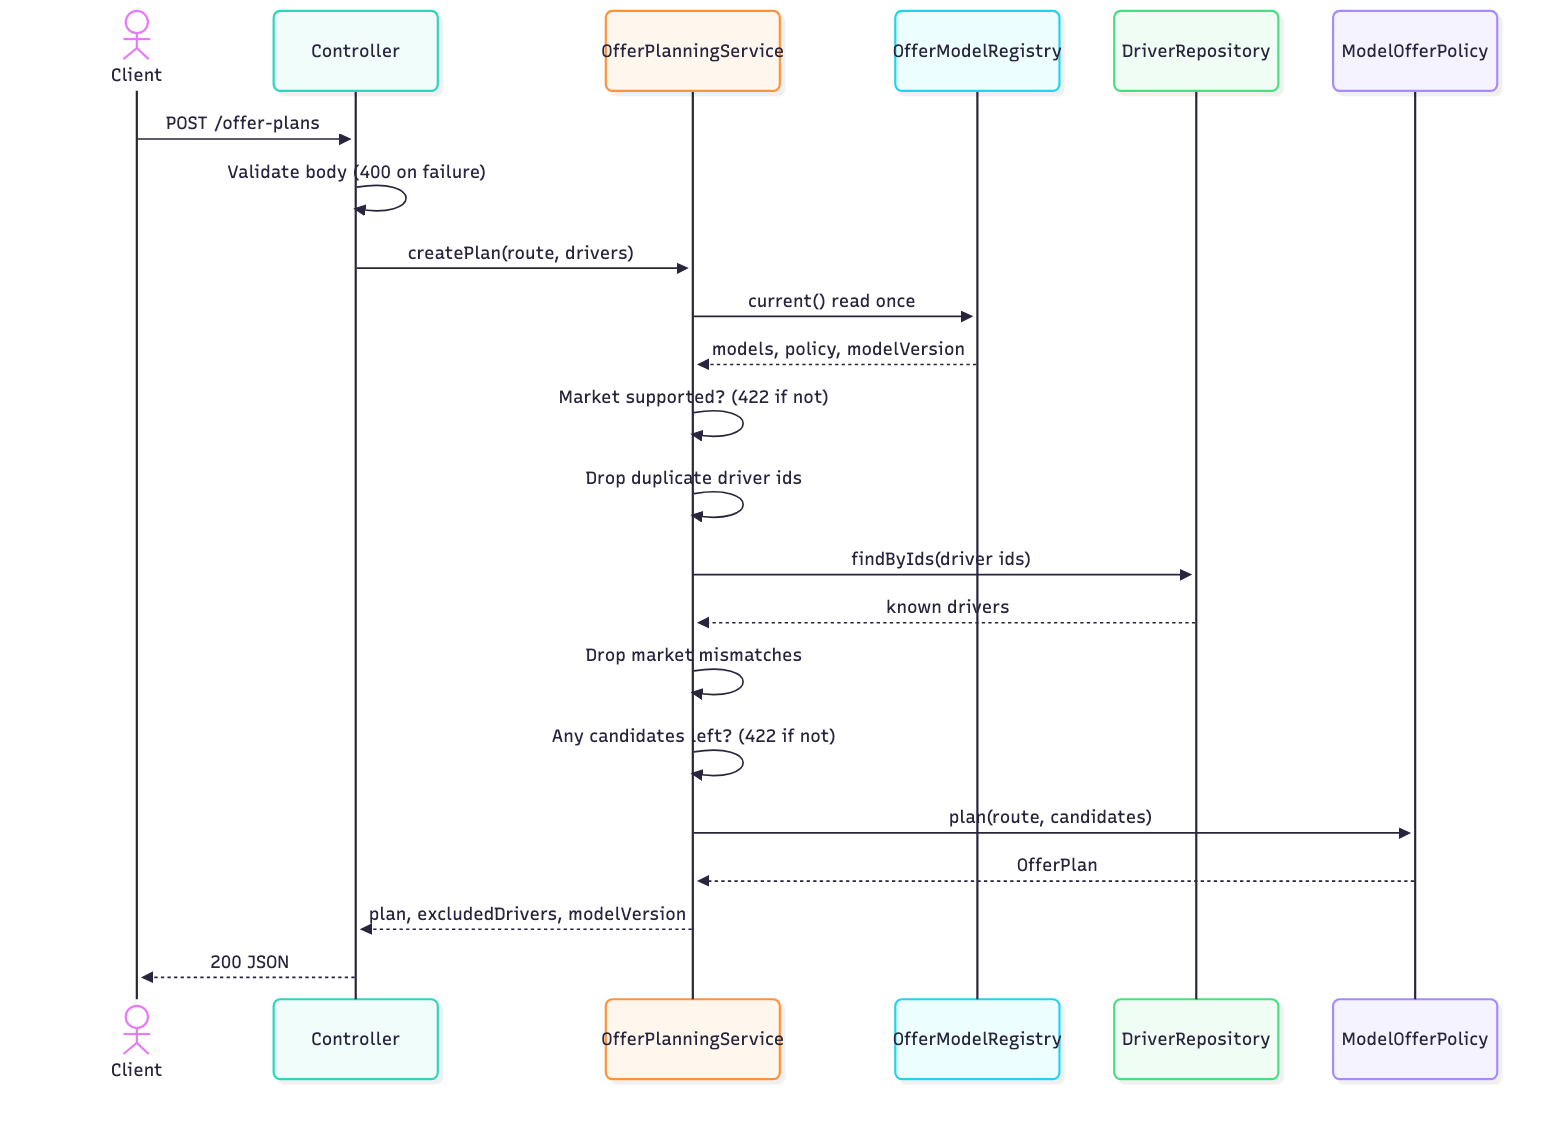 Client
Controller
OfferPlanningService
OfferModelRegistry
DriverRepository
ModelOfferPolicy
POST /offer-plans
Validate body (400 on failure)
createPlan(route, drivers)
current() read once
models, policy, modelVersion
Market supported? (422 if not)
Drop duplicate driver ids
findByIds(driver ids)
known drivers
Drop market mismatches
Any candidates left? (422 if not)
plan(route, candidates)
OfferPlan
plan, excludedDrivers, modelVersion
200 JSON
Client
Controller
OfferPlanningService
OfferModelRegistry
DriverRepository
ModelOfferPolicy